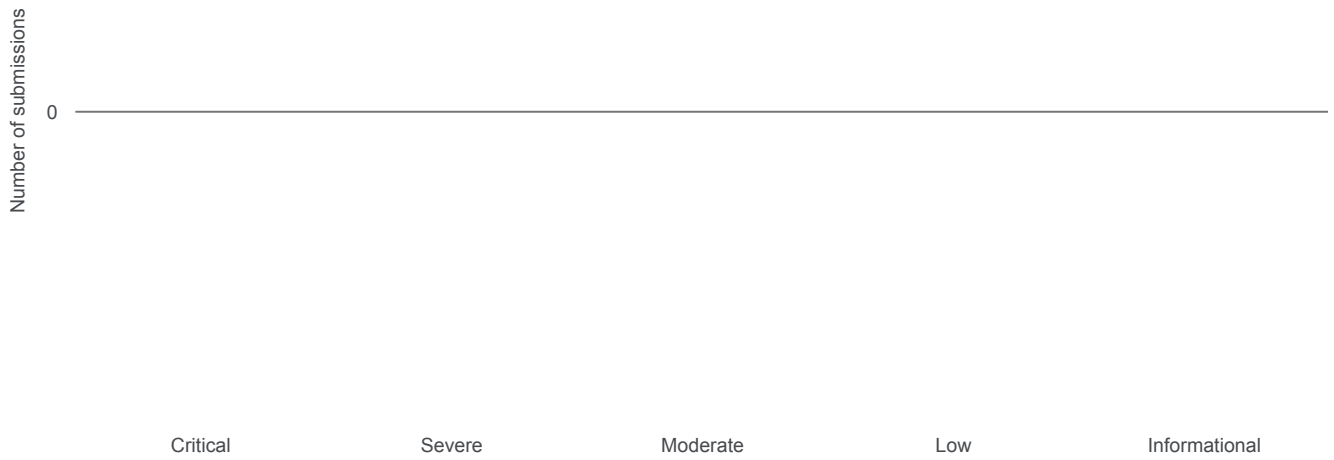 Number of submissions
0
Critical
Severe
Moderate
Low
Informational